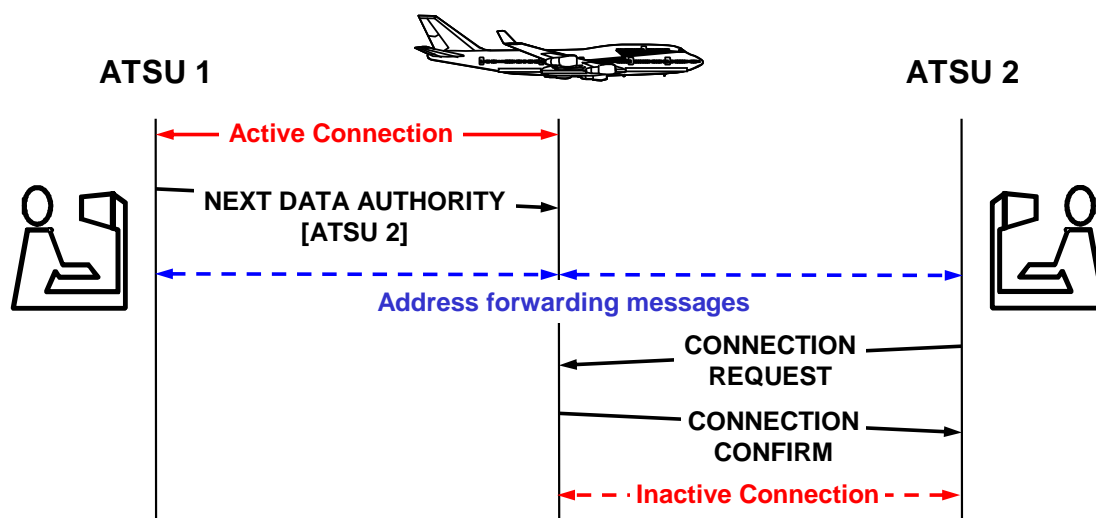 ATSU 1
ATSU 2
Active Connection
NEXT DATA AUTHORITY
[ATSU 2]
Address forwarding messages
CONNECTION
REQUEST
CONNECTION
CONFIRM
Inactive Connection